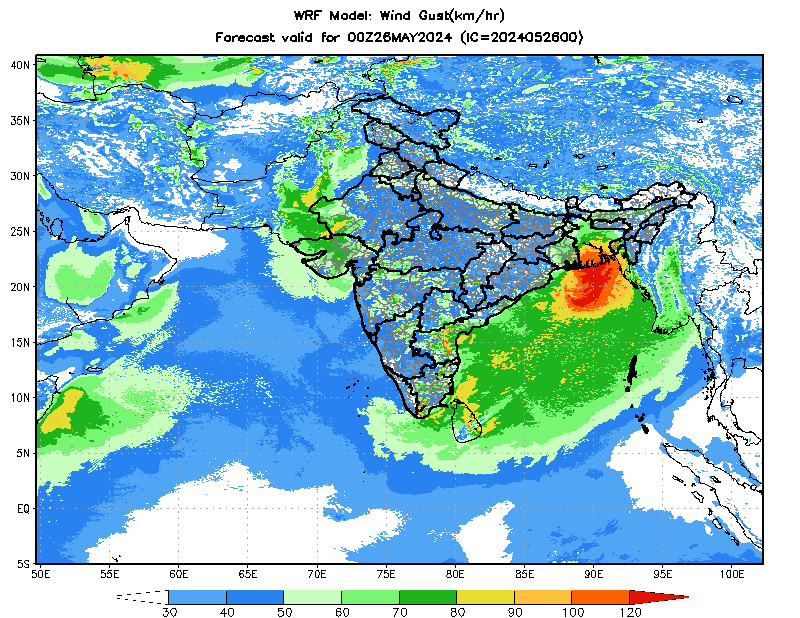 WRF Model: Wind Gust(km/hr)
Forecast valid for 00Z26MAY2024 (IC=2024052600)
40N
35N
30N
25N
20N
15N
10N
5N
EQ
5S
50E 55E 60E 65E 70E 75E 80E 85E 90E 95E 100E
30 40 50 60 70 80 90 100 120